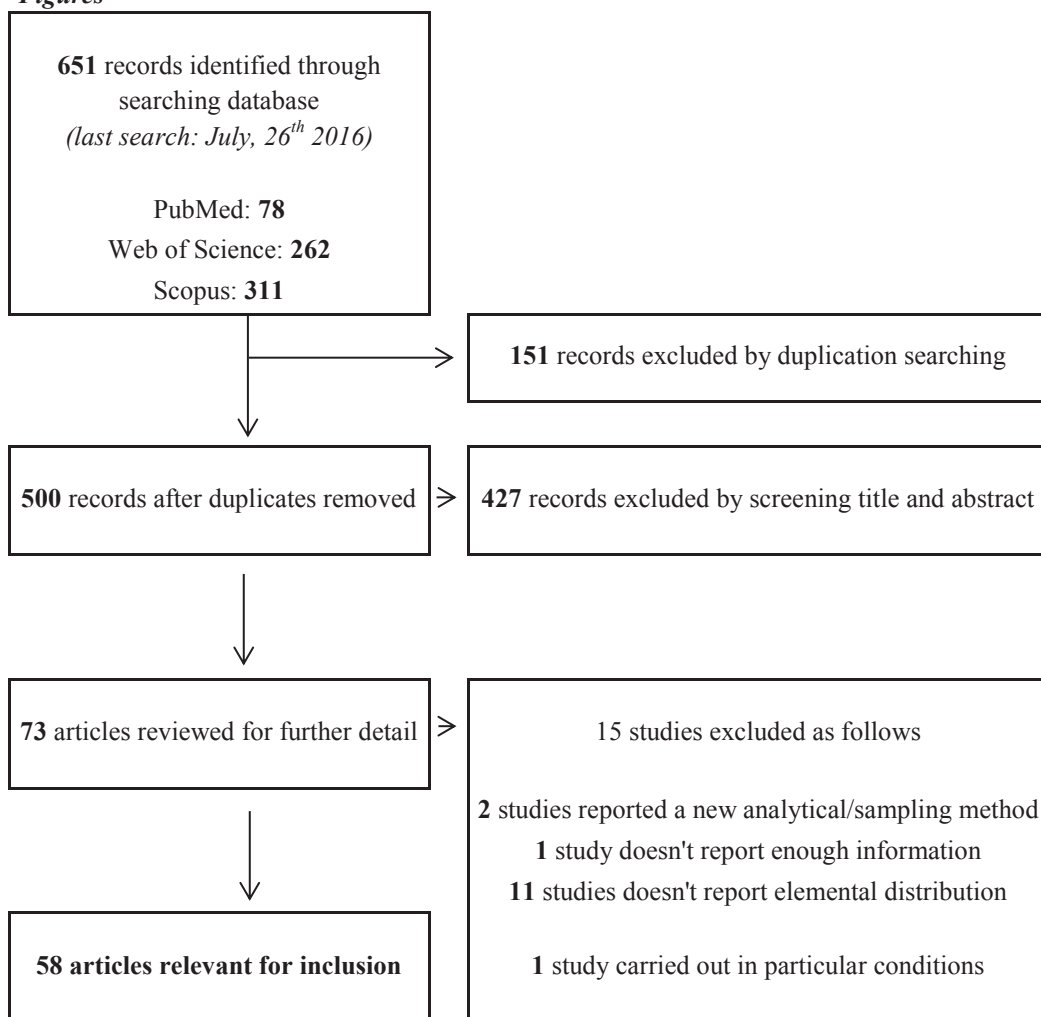 Figures
651 records identified through
searching database
(last search: July, 26th 2016)
PubMed: 78
Web of Science: 262
Scopus: 311
151 records excluded by duplication searching
500 records after duplicates removed
427 records excluded by screening title and abstract
73 articles reviewed for further detail
15 studies excluded as follows
2 studies reported a new analytical/sampling method
1 study doesn't report enough information
11 studies doesn't report elemental distribution
1 study carried out in particular conditions
58 articles relevant for inclusion